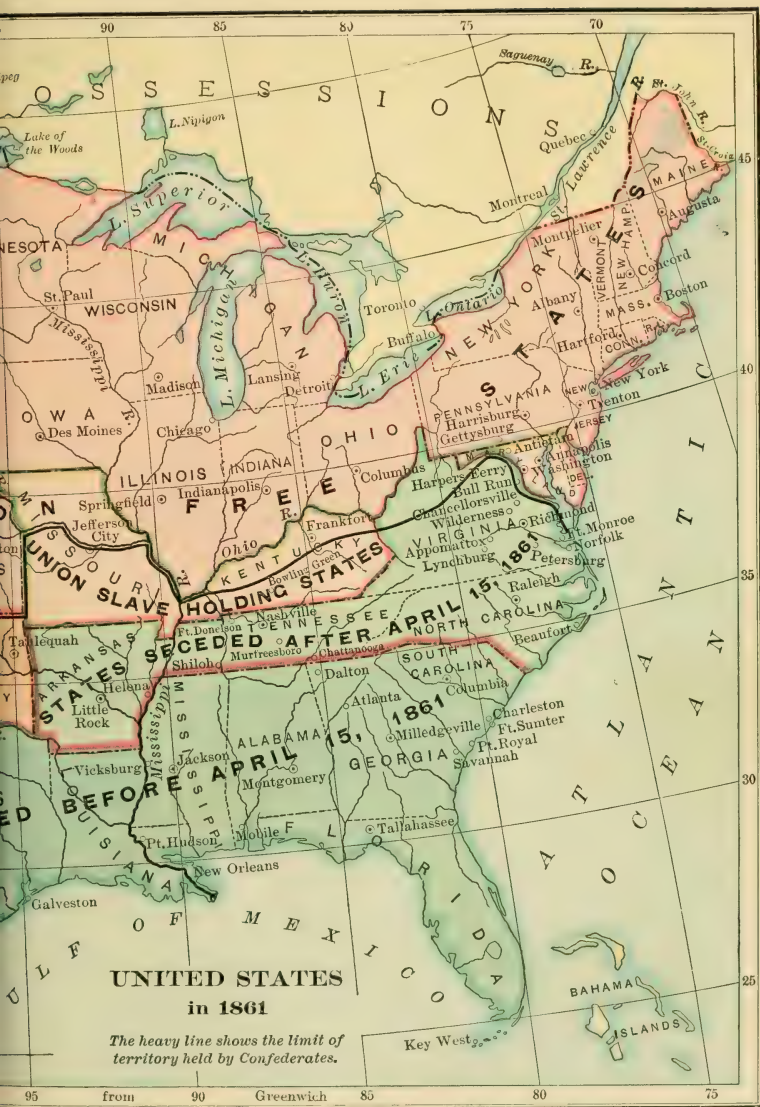 90 85 80 75 70
Saguenay R.
O S S E S S I O N S
L. Nipigon
Lake of
the Woods
Quebec
St. Lawrence R.
St. John R.
St. Croix
45
Montreal
MAINE
Augusta
L. Superior
NESOTA
MICHIGAN
L. Huron
Montpelier
VERMONT
NEW HAMP.
Concord
St. Paul
WISCONSIN
L. Michigan
Toronto
L. Ontario
NEW YORK
Albany
MASS.
Boston
Mississippi R.
Buffalo
Hartford
CONN.
R.I.
Madison
Lansing
Detroit
L. Erie
STATES
40
OWA
Des Moines
Chicago
PENNSYLVANIA
Harrisburg
Gettysburg
NEW
JERSEY
New York
Trenton
OHIO
ILLINOIS
INDIANA
FREE
Columbus
MAR
Antietam
Annapolis
Washington
DE
Springfield
Indianapolis
Harpers Ferry
Bull Run
Chancellorsville
Wilderness
VIRGINIA
Richmond
Ft. Monroe
Norfolk
ON
MISSOURI
Jefferson
City
Ohio R.
Frankfort
KENTUCKY
Bowling Green
Appomattox
Lynchburg
Petersburg
UNION SLAVE HOLDING STATES
R.
35
Nashville
Ft. Donelson
TENNESSEE
Raleigh
NORTH CAROLINA
Tahlequah
ARKANSAS
STATES SECEDED AFTER APRIL 15, 1861
Shiloh
Murfreesboro
Chattanooga
Beaufort
Helena
Little
Rock
Dalton
SOUTH
CAROLINA
Columbia
Mississippi
MISSISSIPPI
Atlanta
Charleston
Ft. Sumter
Pt. Royal
Savannah
ALABAMA
Milledgeville
GEORGIA
ED BEFORE APRIL 15, 1861
Vicksburg
Jackson
Montgomery
30
LOUISIANA
Pt. Hudson
Mobile
FLORIDA
Tallahassee
New Orleans
Galveston
ULF OF MEXICO
ATLANTIC
OCEAN
UNITED STATES
in 1861
The heavy line shows the limit of
territory held by Confederates.
25
BAHAMA
ISLANDS
Key West
95 from 90 Greenwich 85 80 75